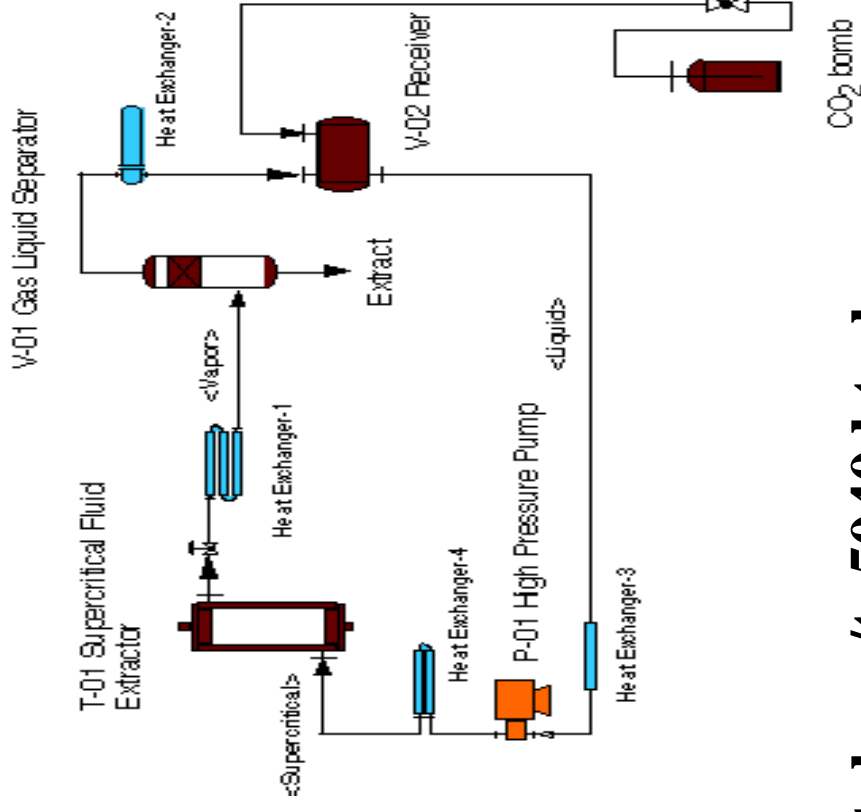 V-01 Gas Liquid Separator
Heat Exchanger-2
V-02 Receiver
CO2 bomb
Extract
<Vapor>
<Liquid>
T-01 Supercritical Fluid
Extractor
Heat Exchanger-1
<Supercritical>
Heat Exchanger-4
P-01 High Pressure Pump
Heat Exchanger-3